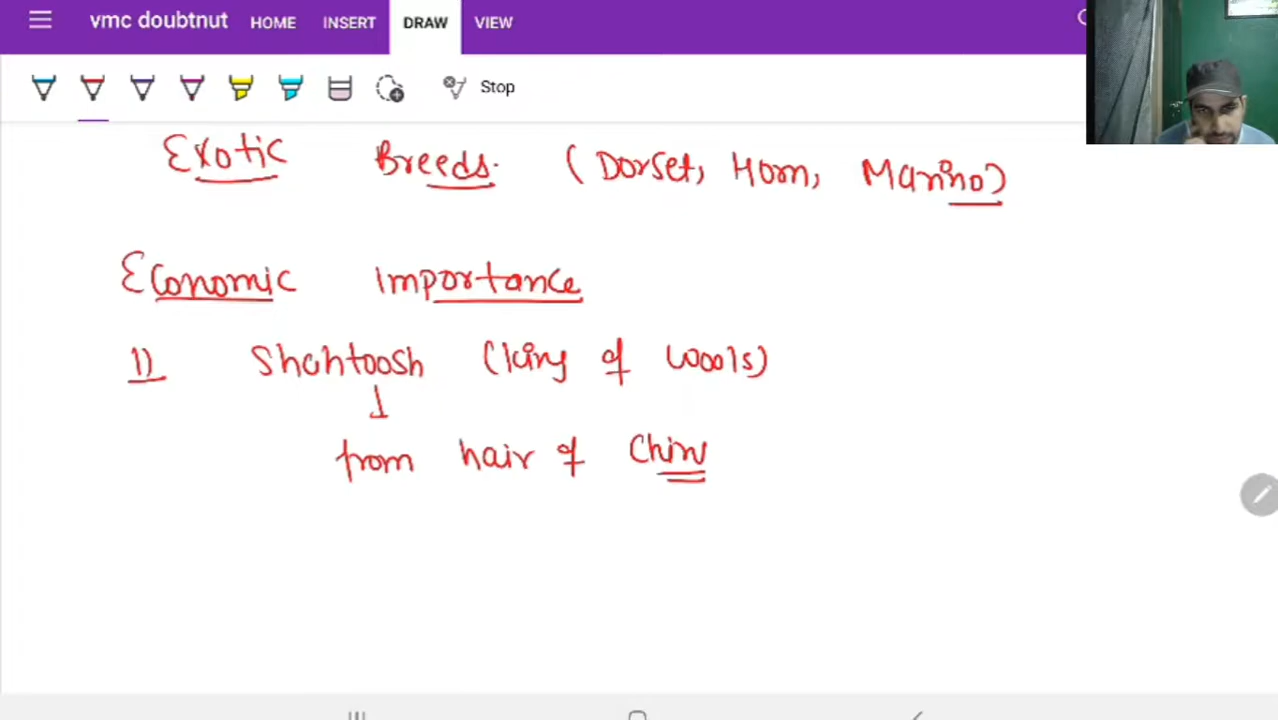 vmc doubtnut HOME INSERT DRAW VIEW
Stop
Exotic Breeds. (Dorset, Horn, Marino)
Economic Importance
1) Shahtoosh (king of wools)
from hair of Chiru